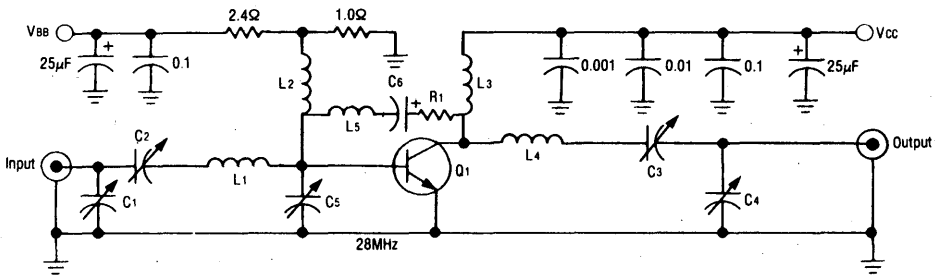 2.4Ω
1.0Ω
VBB
VCC
+
25µF
0.1
L2
C6
+
R1
L3
0.001
0.01
0.1
+
25µF
L5
C2
Input
L1
Q1
L4
C3
Output
C1
C5
C4
28MHz